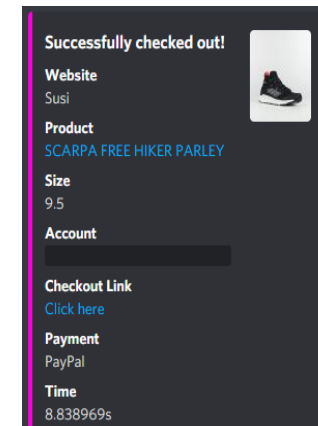 Successfully checked out!
Website
Susi
Product
SCARPA FREE HIKER PARLEY
Size
9.5
Account
Checkout Link
Click here
Payment
PayPal
Time
8.838969s